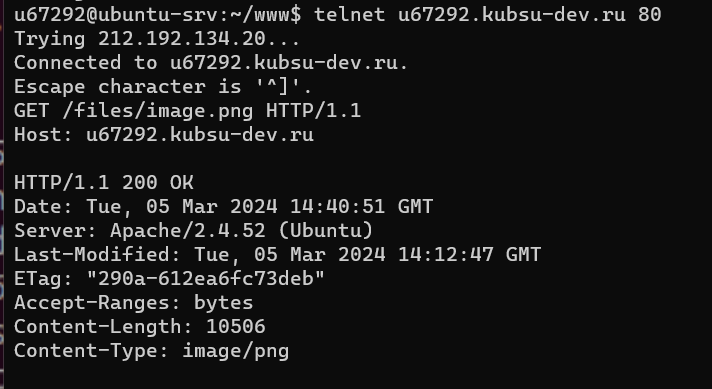 u67292@ubuntu-srv:~/www$ telnet u67292.kubsu-dev.ru 80
Trying 212.192.134.20...
Connected to u67292.kubsu-dev.ru.
Escape character is '^]'.
GET /files/image.png HTTP/1.1
Host: u67292.kubsu-dev.ru

HTTP/1.1 200 OK
Date: Tue, 05 Mar 2024 14:40:51 GMT
Server: Apache/2.4.52 (Ubuntu)
Last-Modified: Tue, 05 Mar 2024 14:12:47 GMT
ETag: "290a-612ea6fc73deb"
Accept-Ranges: bytes
Content-Length: 10506
Content-Type: image/png